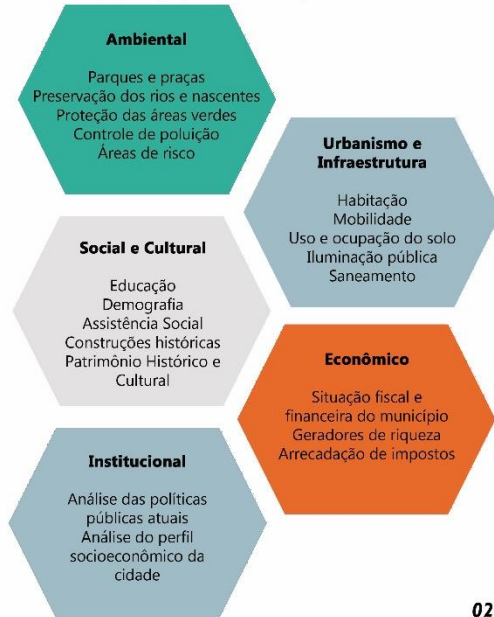 Ambiental
Parques e praças
Preservação dos rios e nascentes
Proteção das áreas verdes
Controle de poluição
Áreas de risco
Urbanismo e
Infraestrutura
Habitação
Mobilidade
Uso e ocupação do solo
Iluminação pública
Saneamento
Social e Cultural
Educação
Demografia
Assistência Social
Construções históricas
Patrimônio Histórico e
Cultural
Econômico
Situação fiscal e
financeira do município
Geradores de riqueza
Arrecadação de impostos
Institucional
Análise das políticas
públicas atuais
Análise do perfil
socioeconômico da
cidade
02